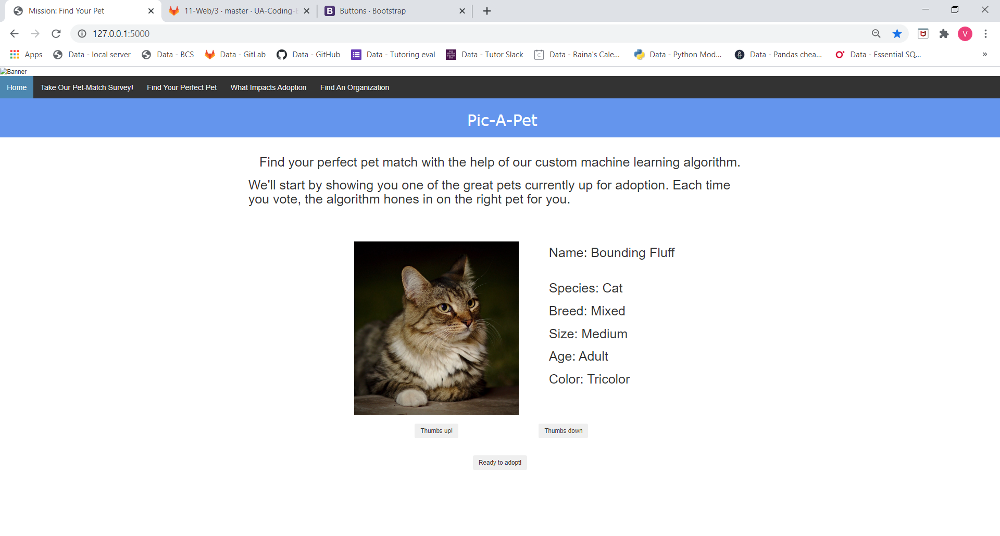 Mission: Find Your Pet
11-Web/3 · master · UA-Coding-
Buttons · Bootstrap
127.0.0.1:5000
V
Apps
Data - local server
Data - BCS
Data - GitLab
Data - GitHub
Data - Tutoring eval
Data - Tutor Slack
Data - Raina's Cale...
Data - Python Mod...
Data - Pandas chea...
Data - Essential SQ...
»
Banner
Home
Take Our Pet-Match Survey!
Find Your Perfect Pet
What Impacts Adoption
Find An Organization
Pic-A-Pet
Find your perfect pet match with the help of our custom machine learning algorithm.
We'll start by showing you one of the great pets currently up for adoption. Each time
you vote, the algorithm hones in on the right pet for you.
Name: Bounding Fluff
Species: Cat
Breed: Mixed
Size: Medium
Age: Adult
Color: Tricolor
Thumbs up!
Thumbs down
Ready to adopt!